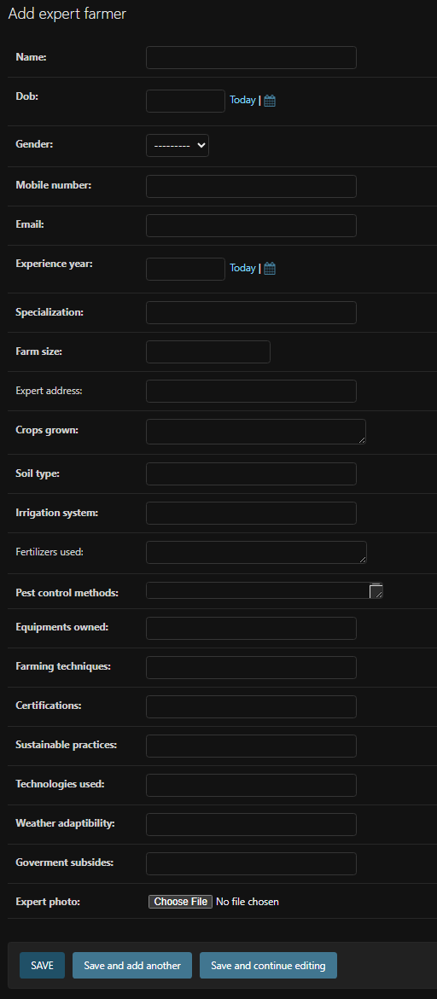 Add expert farmer
Name:
Dob:
Today |
Gender:
---------
Mobile number:
Email:
Experience year:
Today |
Specialization:
Farm size:
Expert address:
Crops grown:
Soil type:
Irrigation system:
Fertilizers used:
Pest control methods:
Equipments owned:
Farming techniques:
Certifications:
Sustainable practices:
Technologies used:
Weather adaptibility:
Goverment subsides:
Expert photo: Choose File No file chosen
SAVE Save and add another Save and continue editing